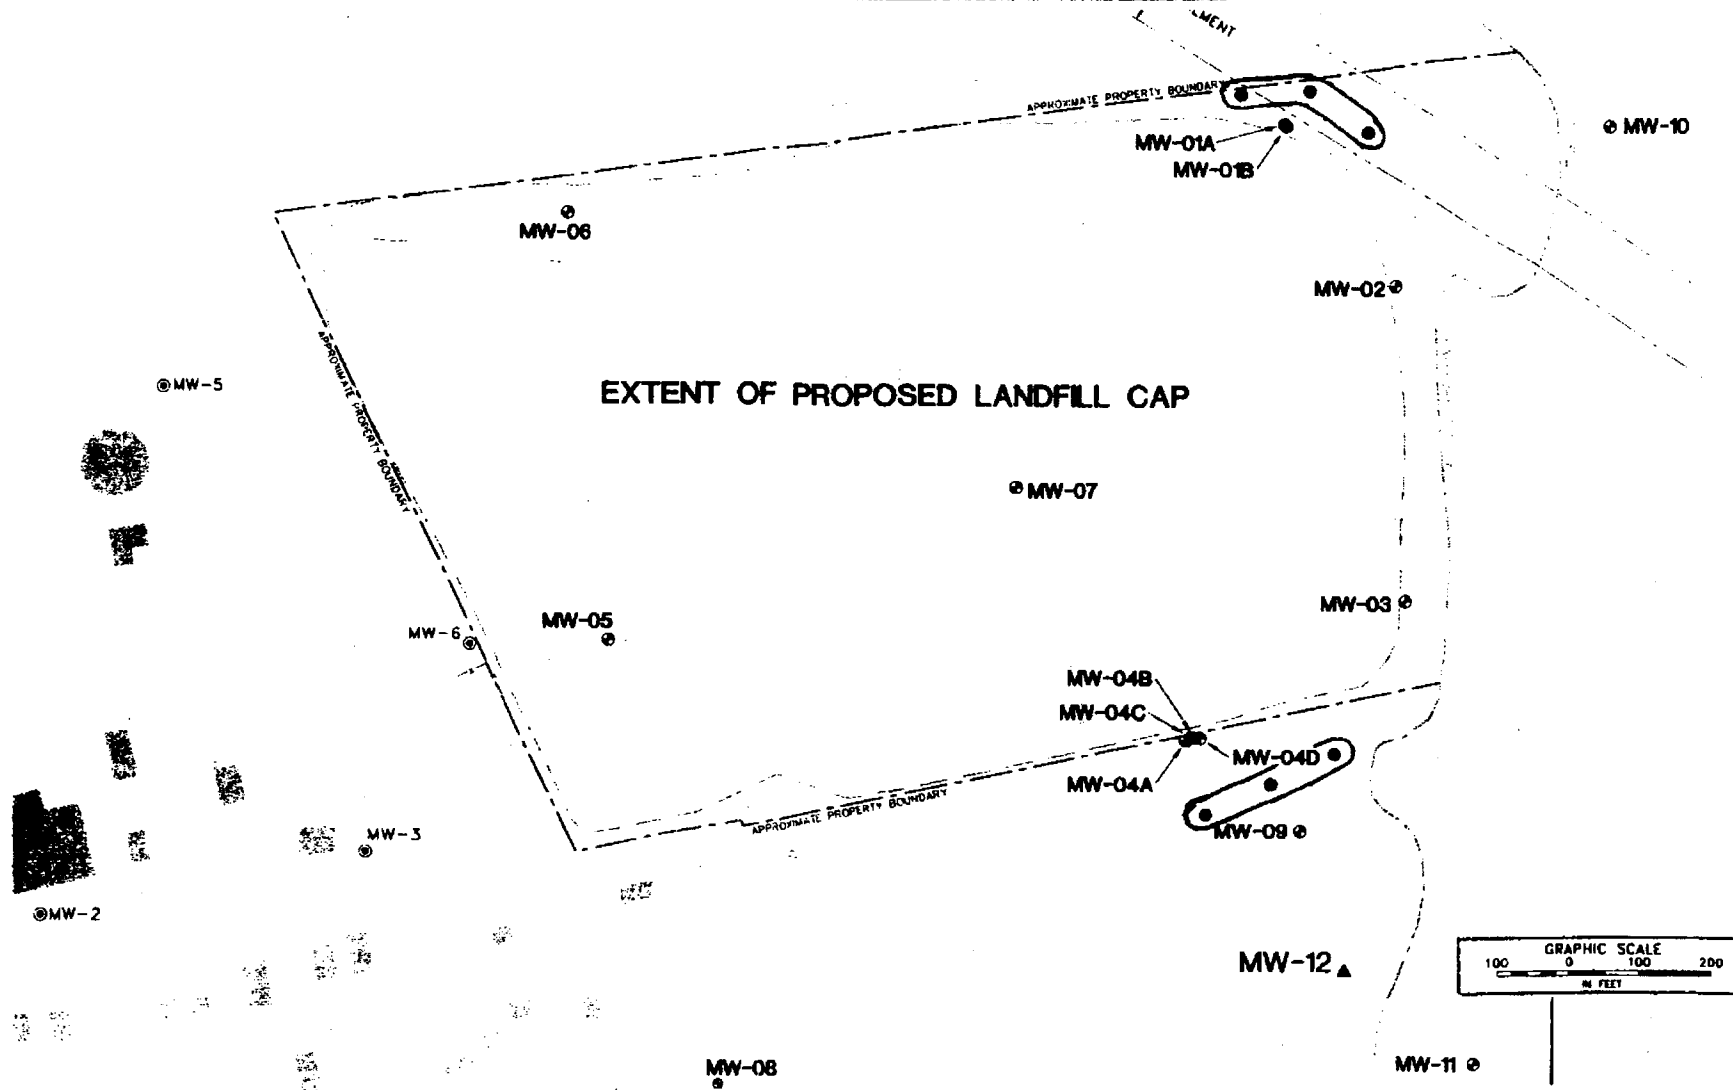 APPROXIMATE PROPERTY BOUNDARY
MW-10
MW-01A
MW-01B
MW-06
MW-02
APPROXIMATE PROPERTY BOUNDARY
MW-5
EXTENT OF PROPOSED LANDFILL CAP
MW-07
MW-03
MW-05
MW-6
MW-04B
MW-04C
MW-04D
MW-04A
APPROXIMATE PROPERTY BOUNDARY
MW-09
MW-3
MW-2
MW-12
GRAPHIC SCALE
100 0 100 200
IN FEET
MW-11
MW-08